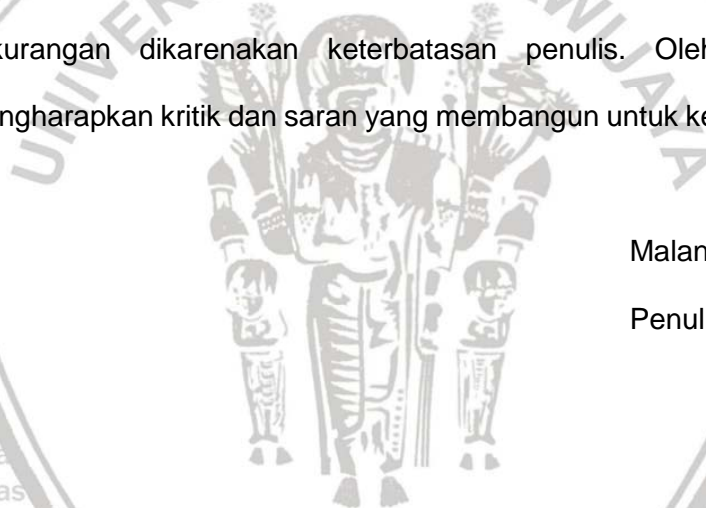 kurangan dikarenakan keterbatasan penulis. Oleh
ngharapkan kritik dan saran yang membangun untuk ke
Malan
Penul